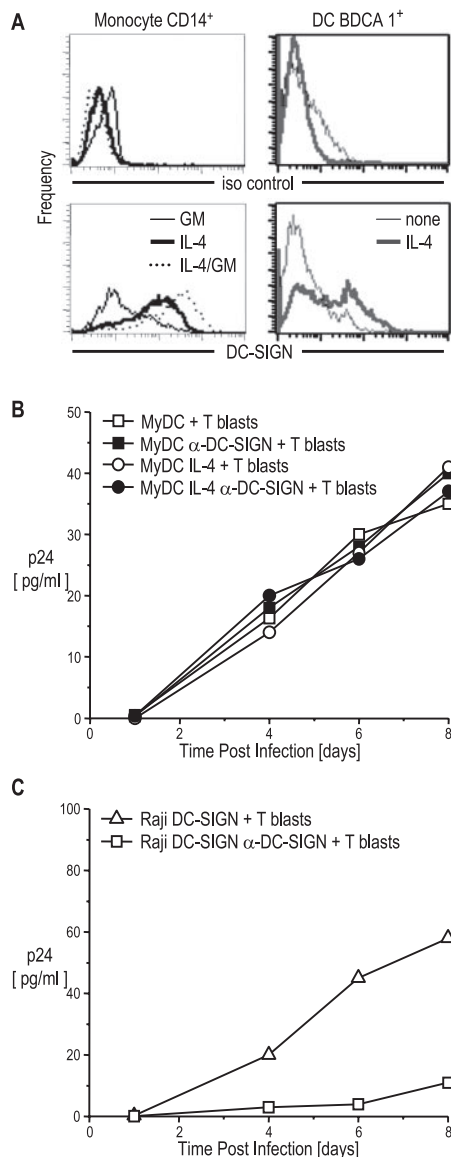 A
Monocyte CD14+
DC BDCA 1+
Frequency
iso control
GM
IL-4
IL-4/GM
none
IL-4
DC-SIGN
B
MyDC + T blasts
MyDC α-DC-SIGN + T blasts
MyDC IL-4 + T blasts
MyDC IL-4 α-DC-SIGN + T blasts
p24
[ pg/ml ]
50
40
30
20
10
0
0 2 4 6 8
Time Post Infection [days]
C
Raji DC-SIGN + T blasts
Raji DC-SIGN α-DC-SIGN + T blasts
p24
[ pg/ml ]
100
80
60
40
20
0
0 2 4 6 8
Time Post Infection [days]